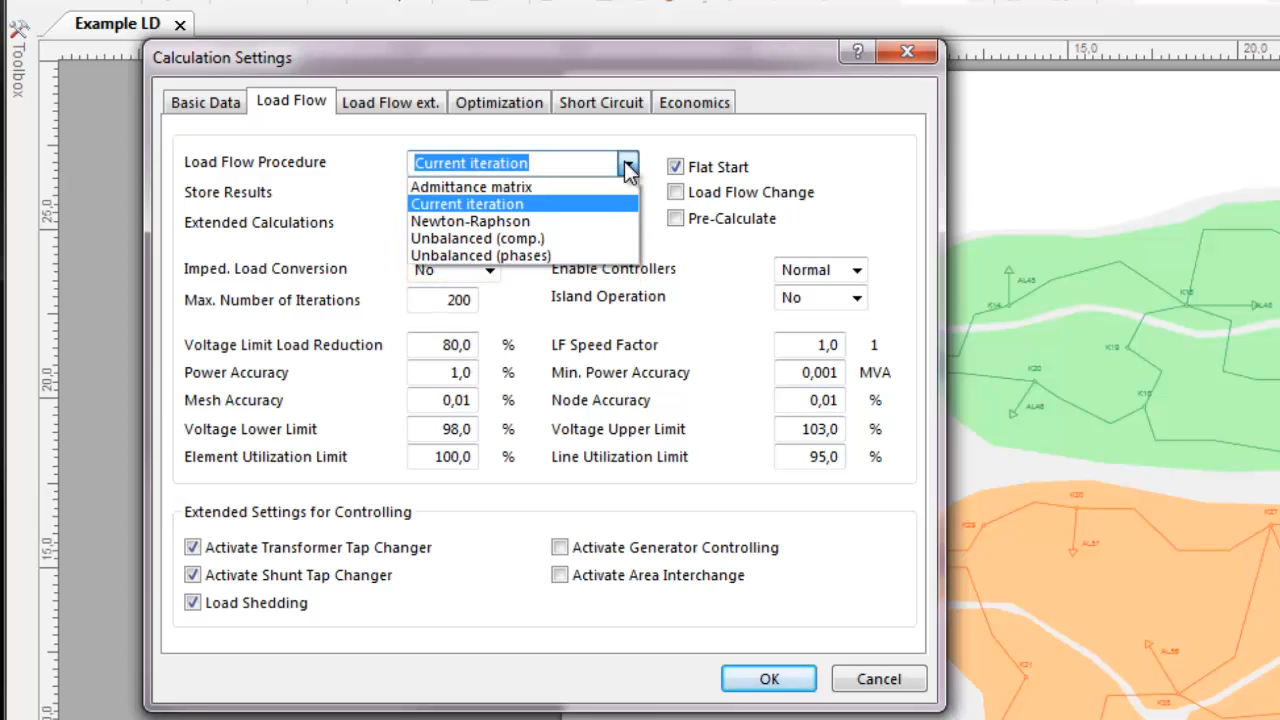 Example LD
Toolbox
15,0
20,0
25,0
20,0
15,0
10,0
Calculation Settings
Basic Data
Load Flow
Load Flow ext.
Optimization
Short Circuit
Economics
Load Flow Procedure
Current iteration
Flat Start
Admittance matrix
Store Results
Current iteration
Load Flow Change
Newton-Raphson
Extended Calculations
Pre-Calculate
Unbalanced (comp.)
Unbalanced (phases)
Imped. Load Conversion
No
Enable Controllers
Normal
Max. Number of Iterations
200
Island Operation
No
Voltage Limit Load Reduction
80,0 %
LF Speed Factor
1,0 1
Power Accuracy
1,0 %
Min. Power Accuracy
0,001 MVA
Mesh Accuracy
0,01 %
Node Accuracy
0,01 %
Voltage Lower Limit
98,0 %
Voltage Upper Limit
103,0 %
Element Utilization Limit
100,0 %
Line Utilization Limit
95,0 %
Extended Settings for Controlling
Activate Transformer Tap Changer
Activate Generator Controlling
Activate Shunt Tap Changer
Activate Area Interchange
Load Shedding
OK
Cancel
AL45
K14
K19
K20